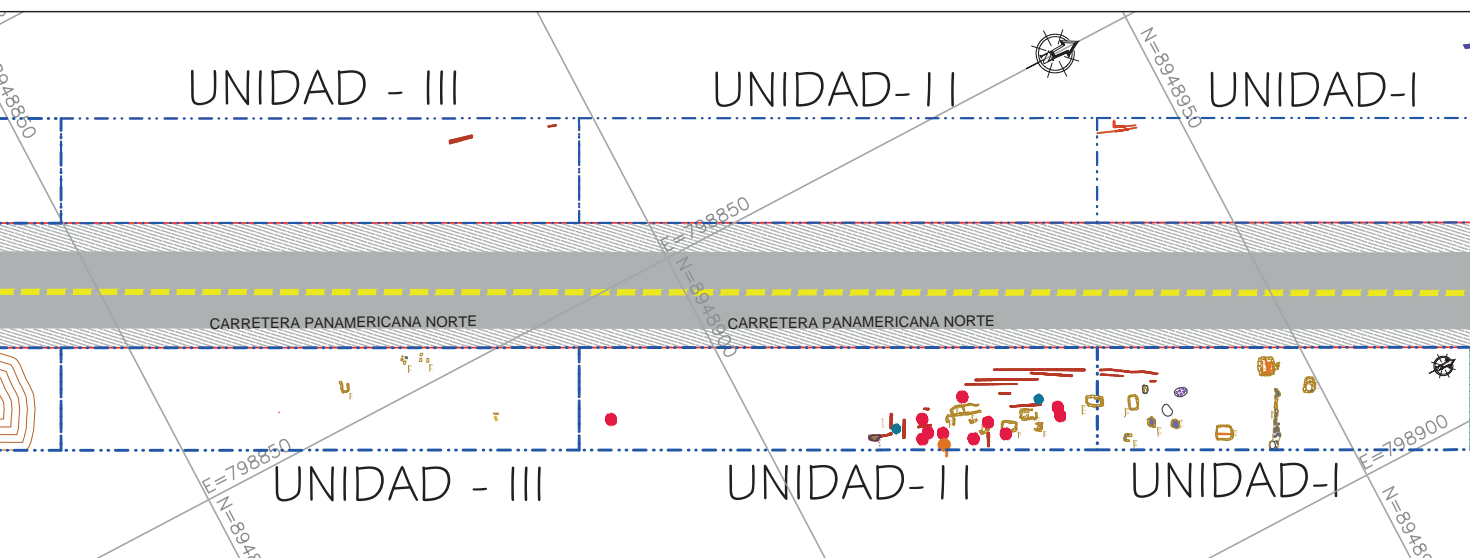 UNIDAD - III
UNIDAD-II
UNIDAD-I
N=8948950
E=798850
N=8948900
CARRETERA PANAMERICANA NORTE
CARRETERA PANAMERICANA NORTE
E=798850
E=798900
UNIDAD - III
UNIDAD-II
UNIDAD-I